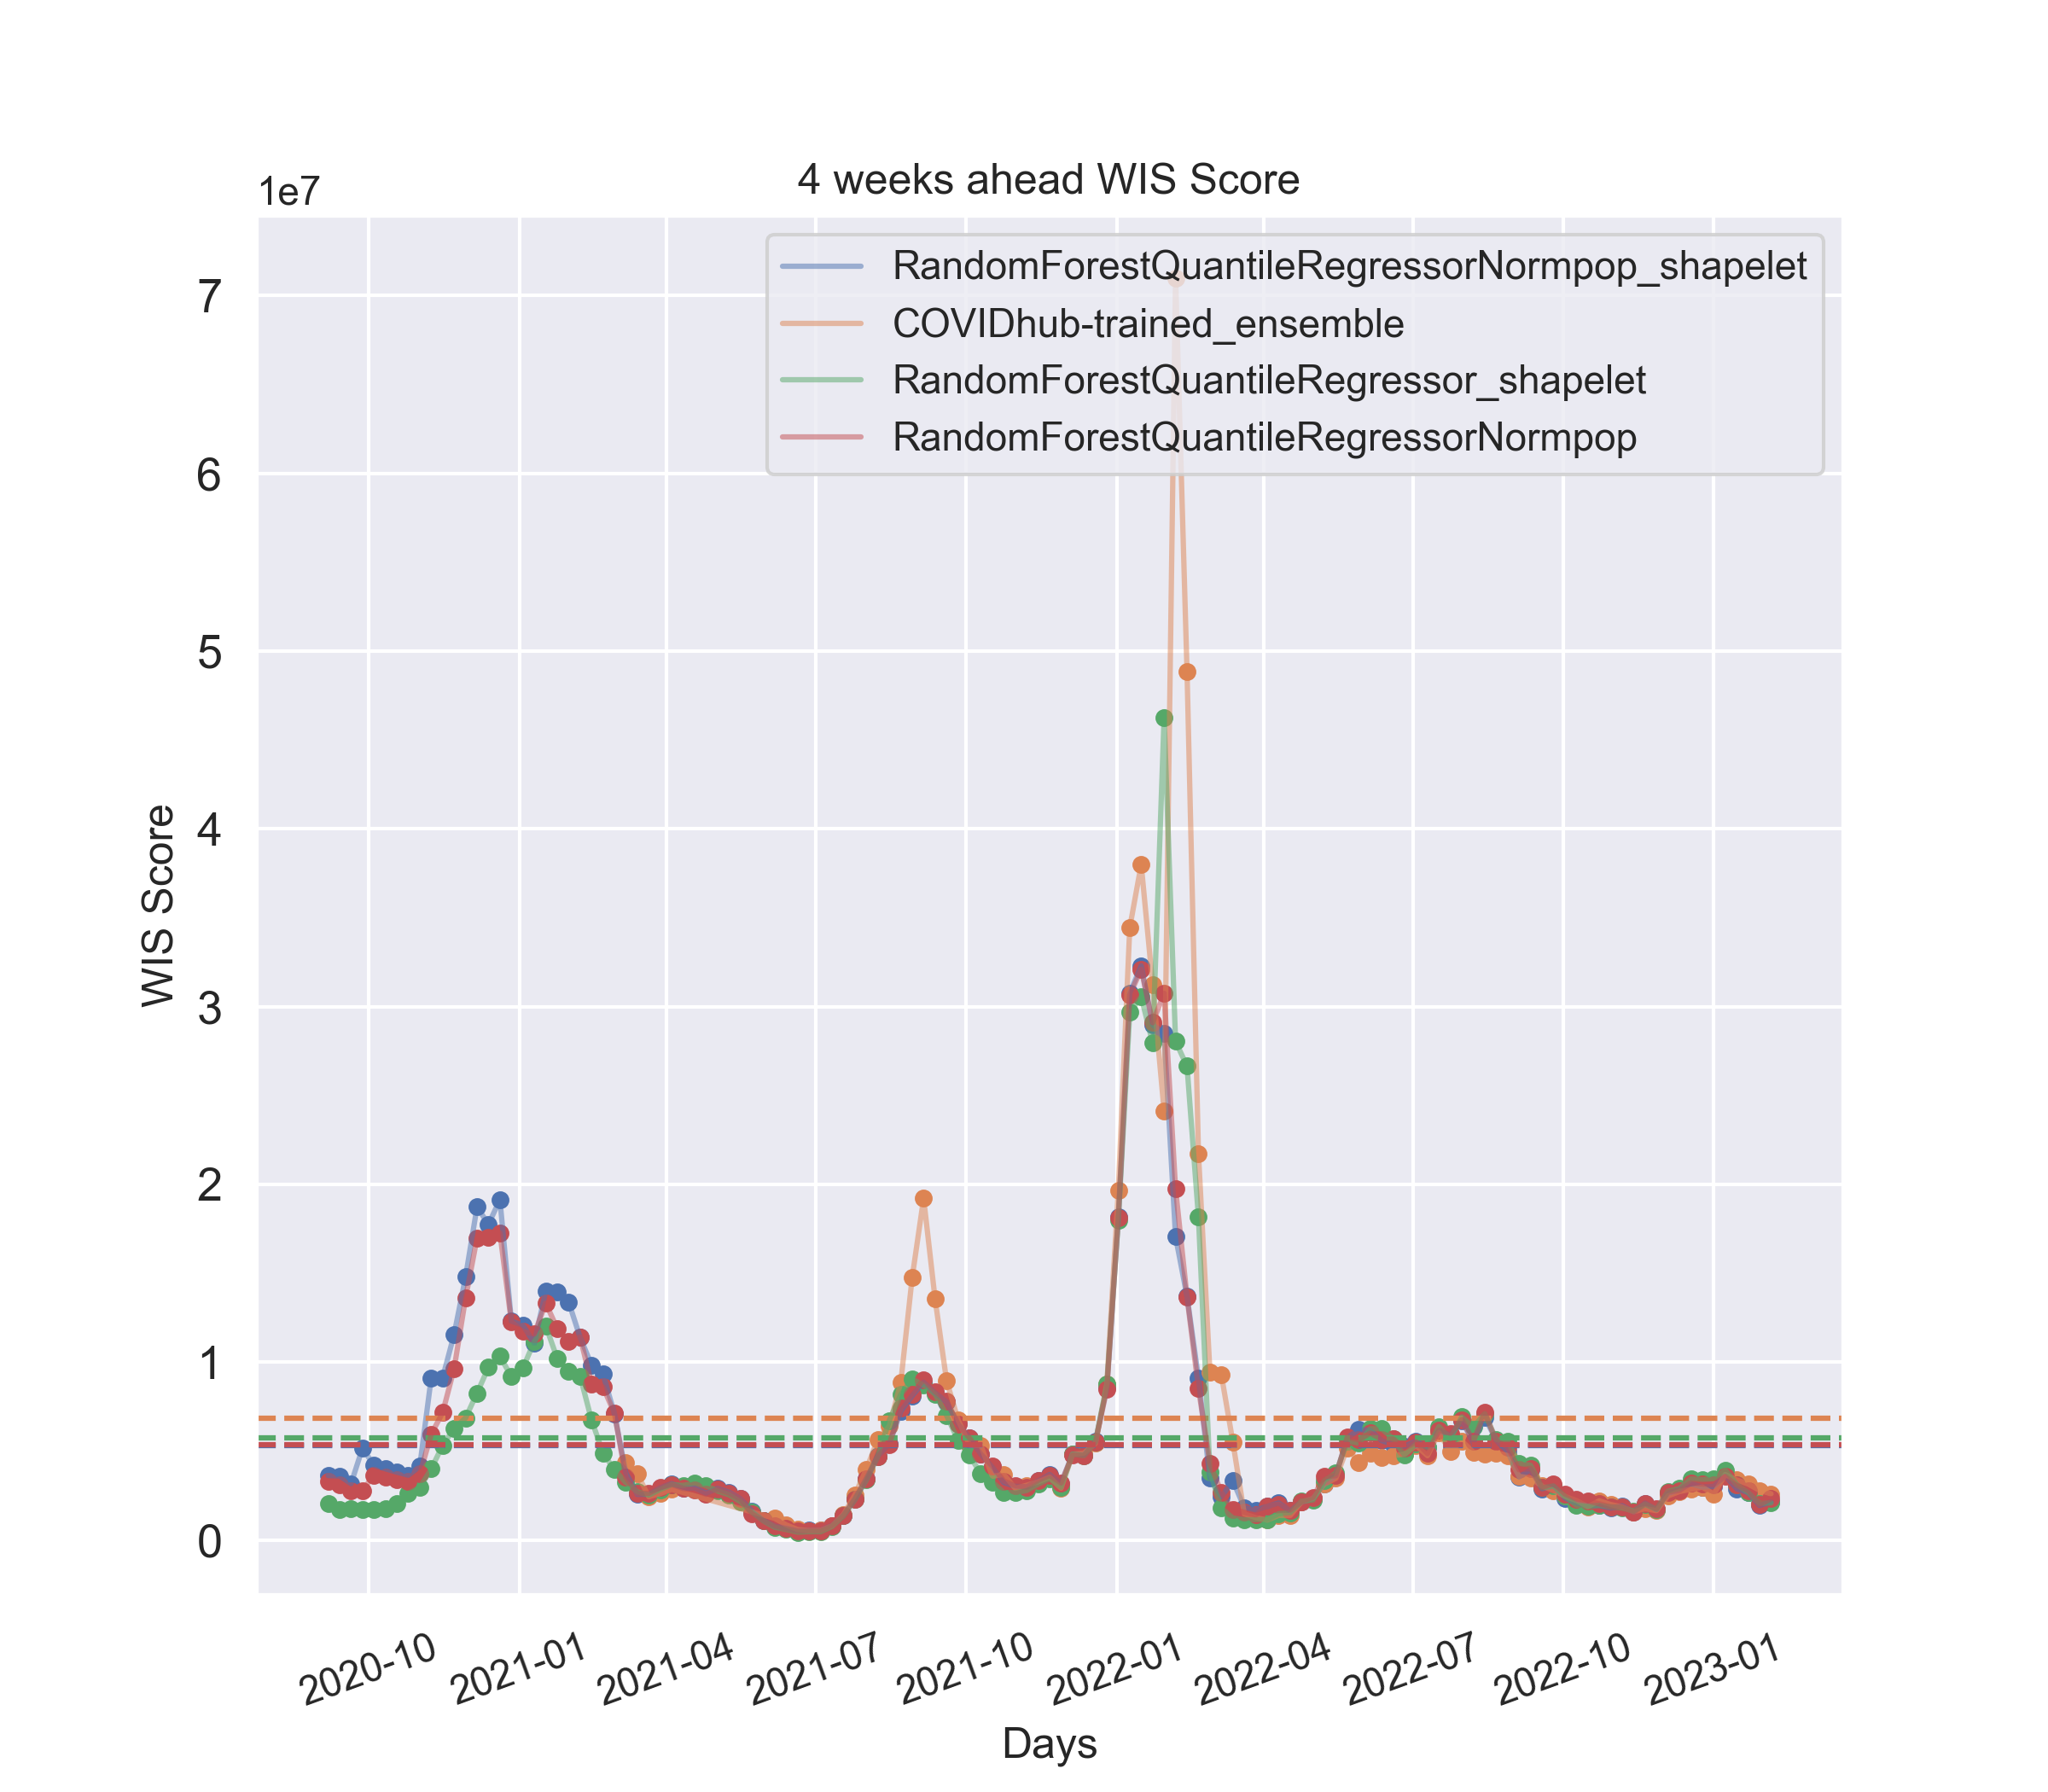 4 weeks ahead WIS Score
1e7
RandomForestQuantileRegressorNormpop_shapelet
COVIDhub-trained_ensemble
RandomForestQuantileRegressor_shapelet
RandomForestQuantileRegressorNormpop
7
6
5
4
3
2
1
0
WIS Score
2020-10
2021-01
2021-04
2021-07
2021-10
2022-01
2022-04
2022-07
2022-10
2023-01
Days